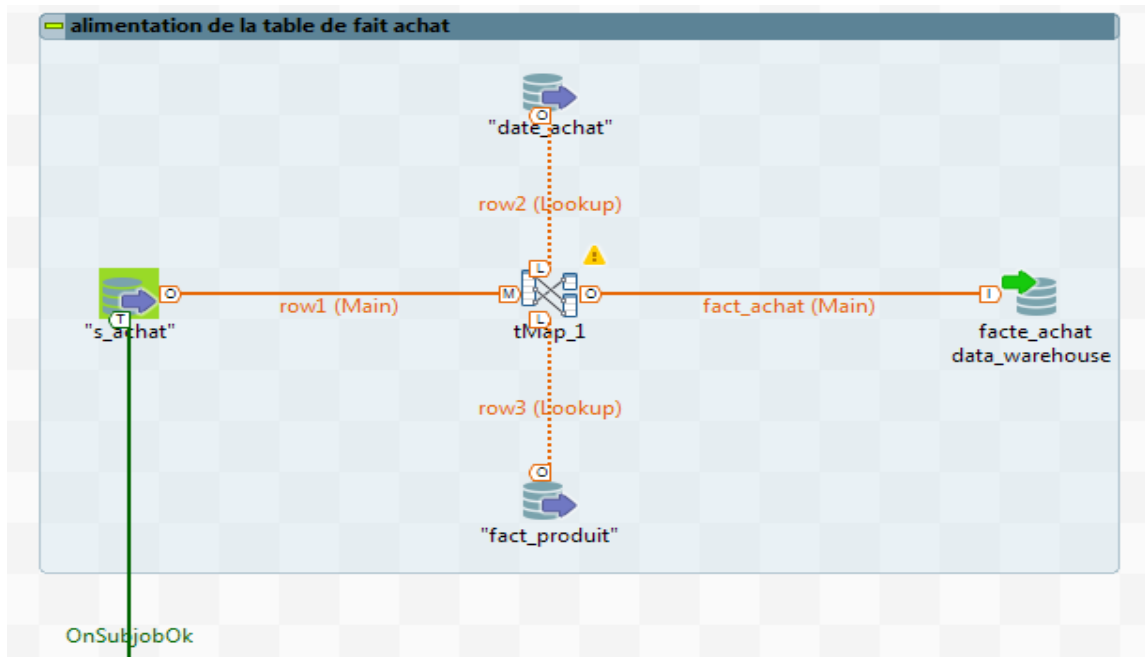 alimentation de la table de fait achat
O
"date_achat"
row2 (Lookup)
L
O
row1 (Main)
M
O
fact_achat (Main)
I
T
"s_achat"
L
tMap_1
facte_achat
data_warehouse
row3 (Lookup)
O
"fact_produit"
OnSubjobOk